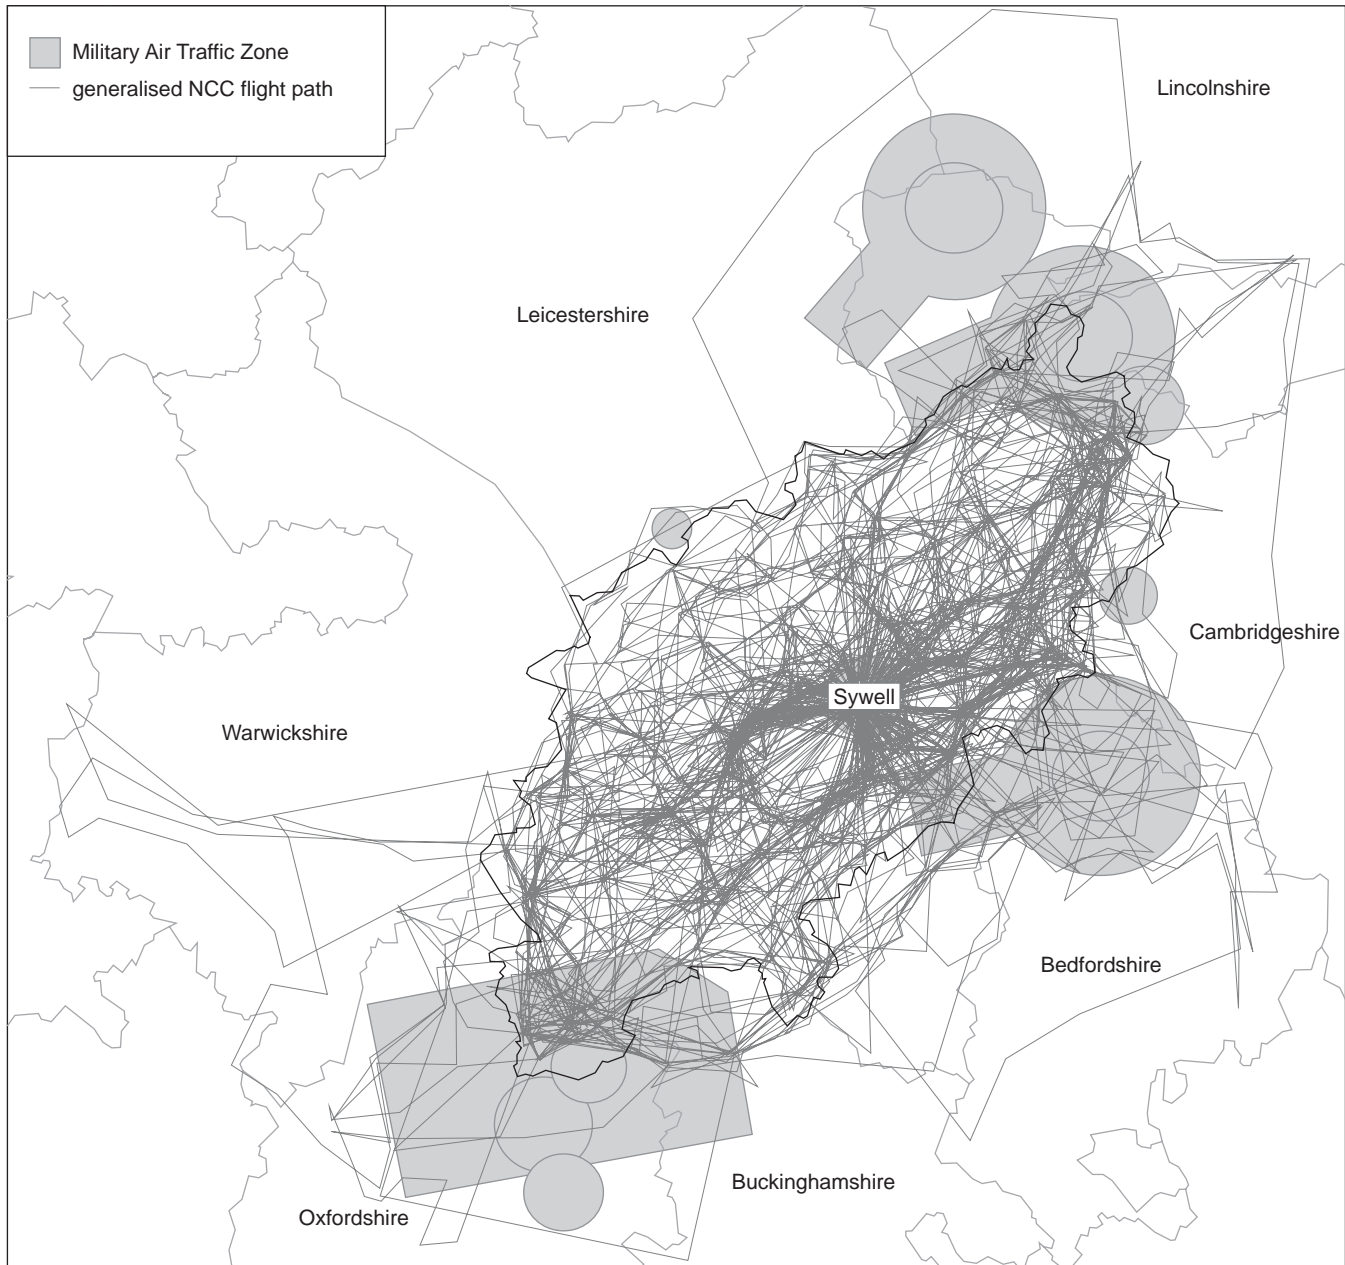 Military Air Traffic Zone
generalised NCC flight path
Lincolnshire
Leicestershire
Cambridgeshire
Sywell
Warwickshire
Bedfordshire
Buckinghamshire
Oxfordshire